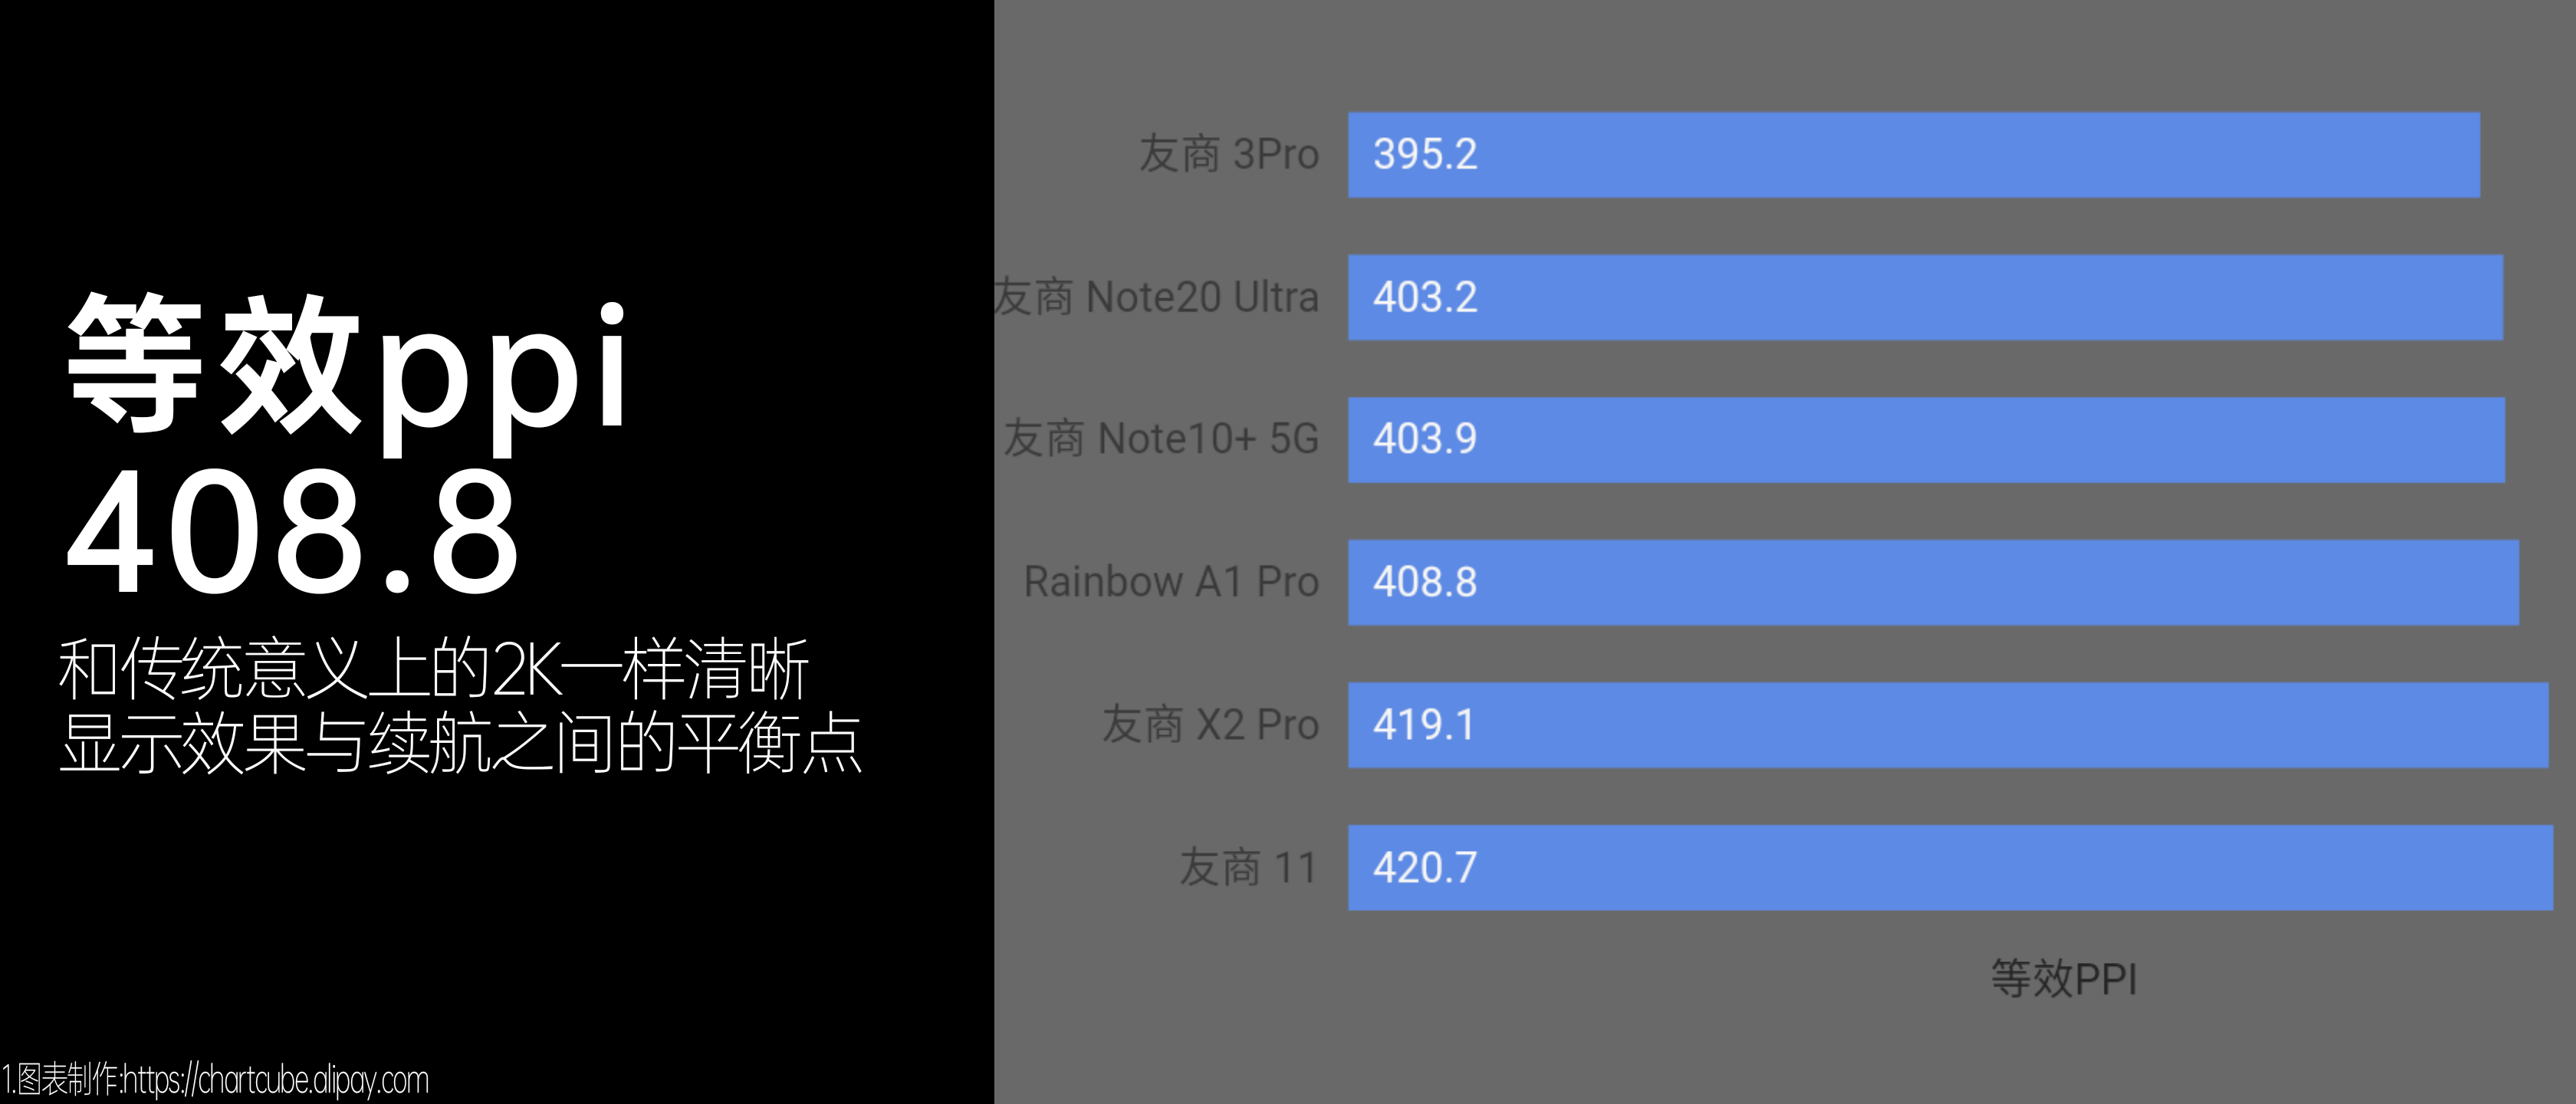 等效ppi
408.8
和传统意义上的2K一样清晰
显示效果与续航之间的平衡点
1.图表制作:https://chartcube.alipay.com
友商 3Pro 395.2
友商 Note20 Ultra 403.2
友商 Note10+ 5G 403.9
Rainbow A1 Pro 408.8
友商 X2 Pro 419.1
友商 11 420.7
等效PPI